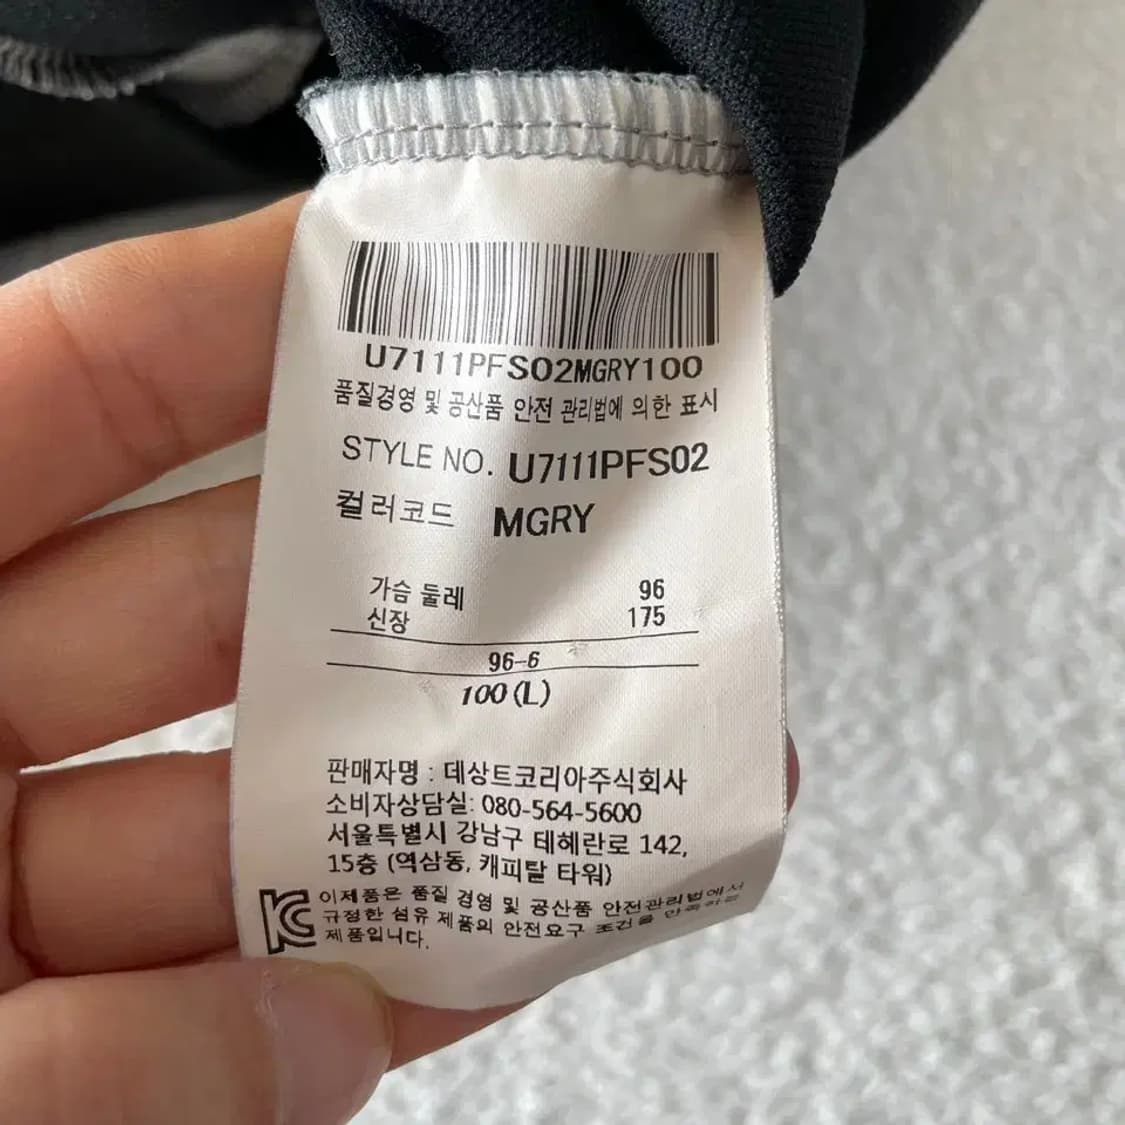 U7111PFS02MGRY100
품질경영 및 공산품 안전 관리법에 의한 표시
STYLE NO. U7111PFS02
컬러코드 MGRY
가슴 둘레 96
신장 175
96-6
100(L)
판매자명 : 데상트코리아주식회사
소비자상담실: 080-564-5600
서울특별시 강남구 테헤란로 142,
15층 (역삼동, 캐피탈 타워)
이제품은 품질 경영 및 공산품 안전관리법에서
규정한 섬유 제품의 안전요구 조건을 만족하는
제품입니다.